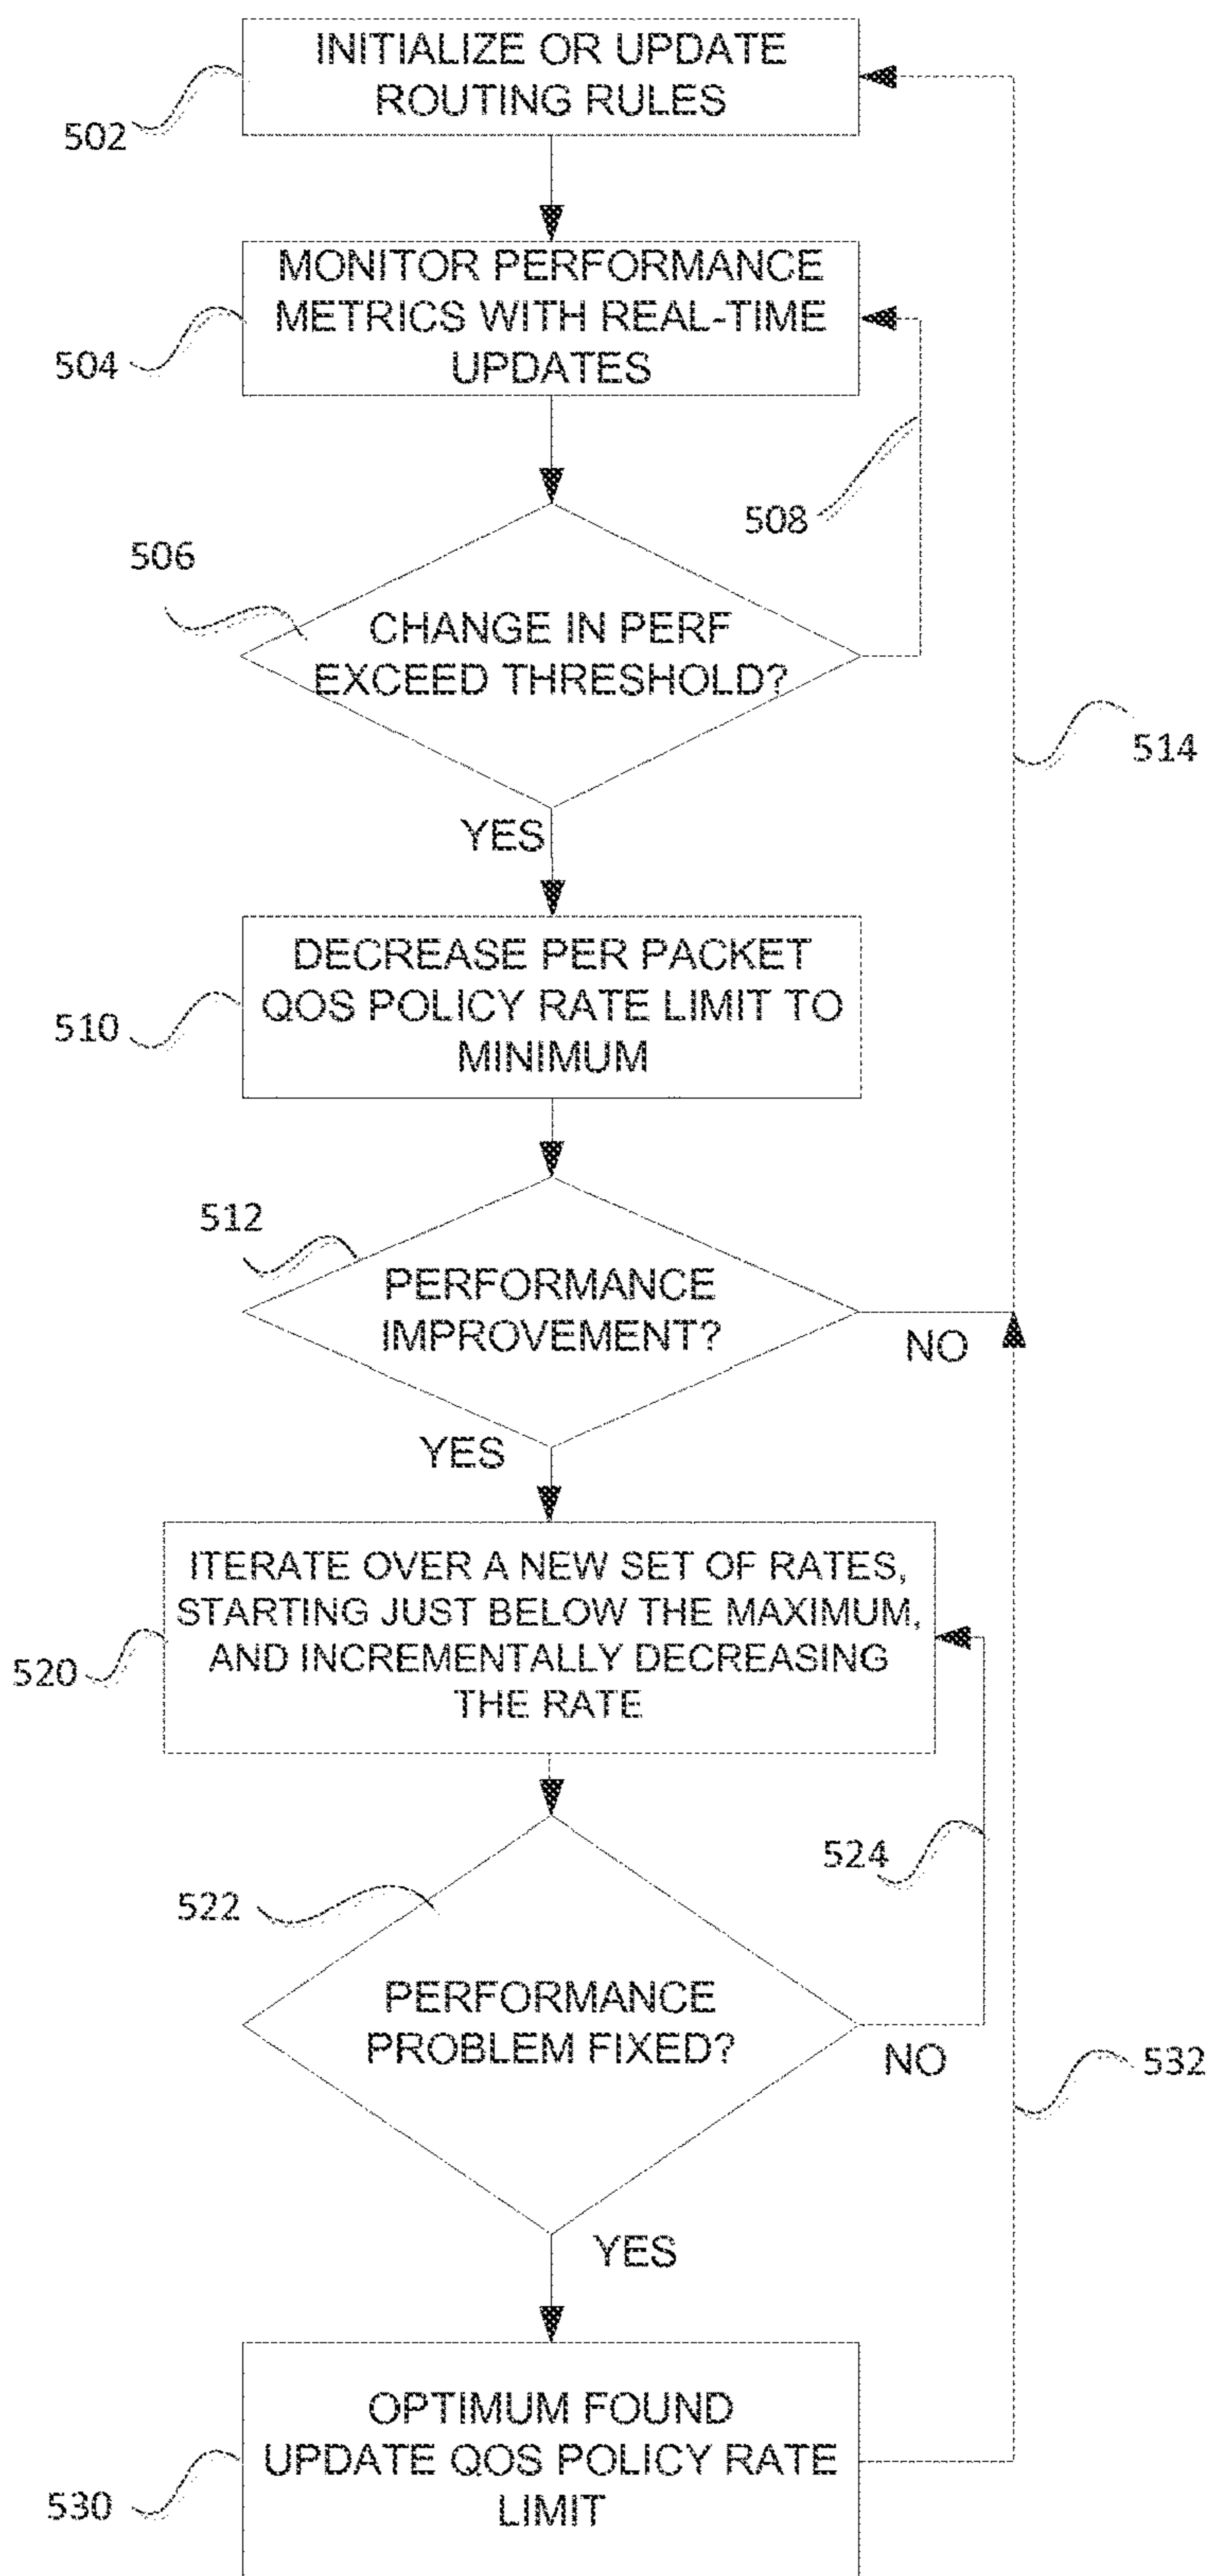 INITIALIZE OR UPDATE
ROUTING RULES
502
MONITOR PERFORMANCE
METRICS WITH REAL-TIME
UPDATES
504
508
506
CHANGE IN PERF
EXCEED THRESHOLD?
514
YES
DECREASE PER PACKET
QOS POLICY RATE LIMIT TO
MINIMUM
510
512
PERFORMANCE
IMPROVEMENT?
NO
YES
ITERATE OVER A NEW SET OF RATES,
STARTING JUST BELOW THE MAXIMUM,
AND INCREMENTALLY DECREASING
THE RATE
520
524
522
PERFORMANCE
PROBLEM FIXED?
NO
532
YES
OPTIMUM FOUND
UPDATE QOS POLICY RATE
LIMIT
530